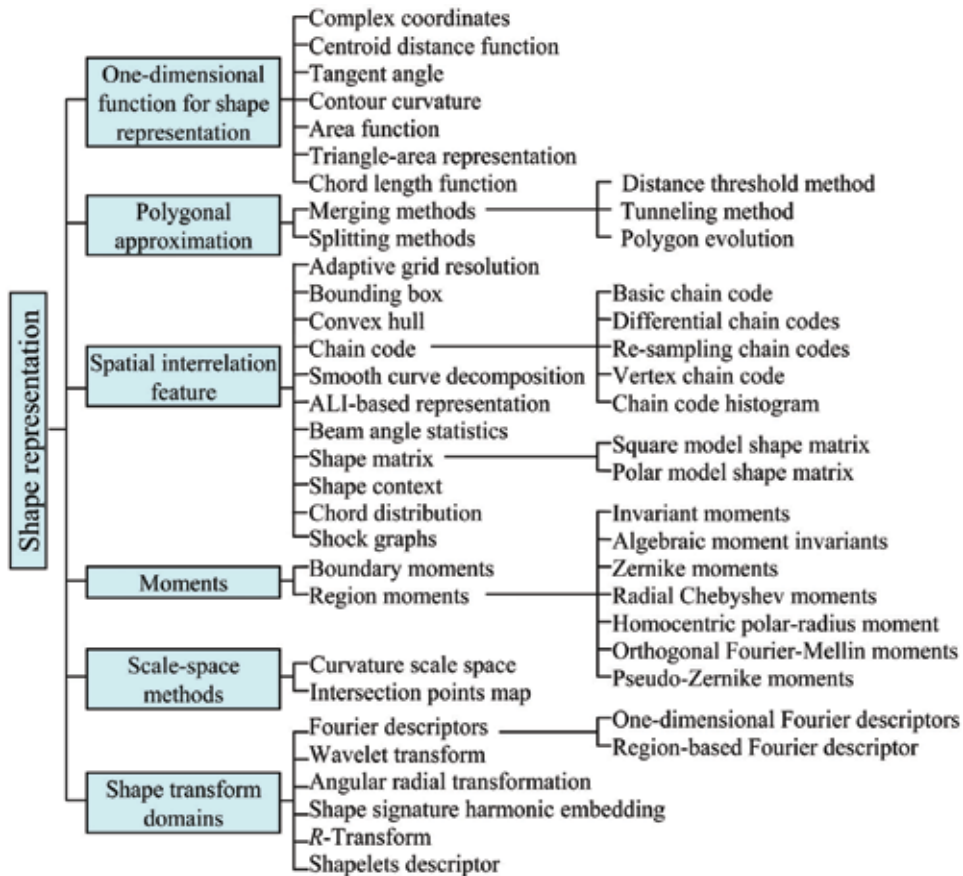 Shape representation
One-dimensional
function for shape
representation
Complex coordinates
Centroid distance function
Tangent angle
Contour curvature
Area function
Triangle-area representation
Chord length function
Polygonal
approximation
Merging methods
Splitting methods
Distance threshold method
Tunneling method
Polygon evolution
Spatial interrelation
feature
Adaptive grid resolution
Bounding box
Convex hull
Chain code
Smooth curve decomposition
ALI-based representation
Beam angle statistics
Shape matrix
Shape context
Chord distribution
Shock graphs
Basic chain code
Differential chain codes
Re-sampling chain codes
Vertex chain code
Chain code histogram
Square model shape matrix
Polar model shape matrix
Moments
Boundary moments
Region moments
Invariant moments
Algebraic moment invariants
Zernike moments
Radial Chebyshev moments
Homocentric polar-radius moment
Orthogonal Fourier-Mellin moments
Pseudo-Zernike moments
Scale-space
methods
Curvature scale space
Intersection points map
Shape transform
domains
Fourier descriptors
Wavelet transform
Angular radial transformation
Shape signature harmonic embedding
R-Transform
Shapelets descriptor
One-dimensional Fourier descriptors
Region-based Fourier descriptor